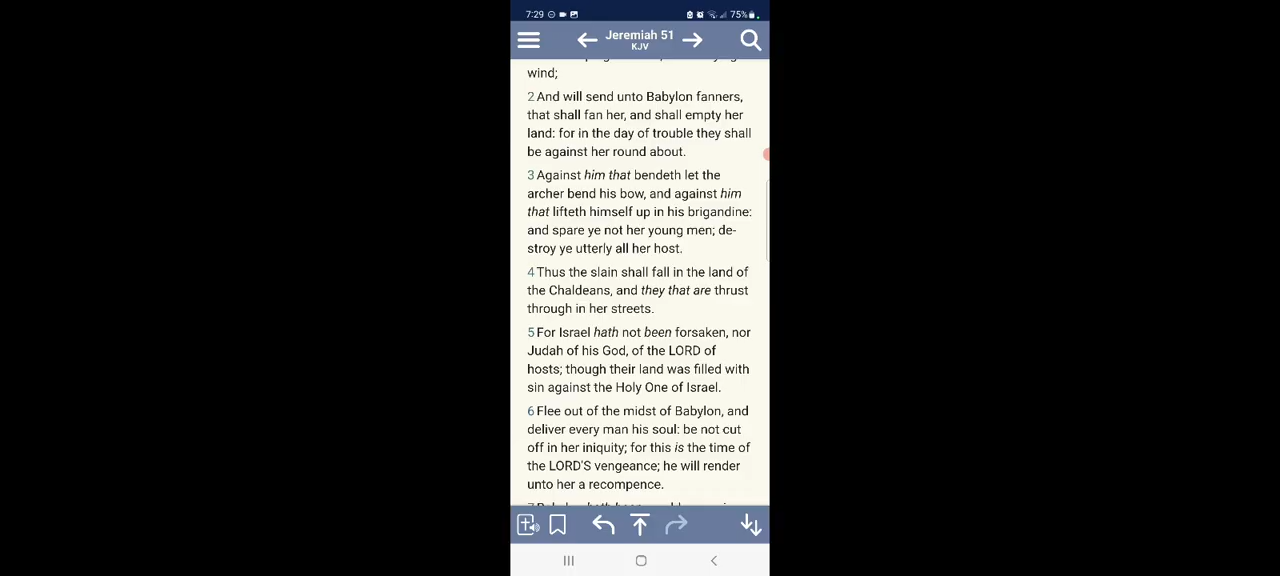 7:29 75%
Jeremiah 51
KJV
wind;
2 And will send unto Babylon fanners,
that shall fan her, and shall empty her
land: for in the day of trouble they shall
be against her round about.
3 Against him that bendeth let the
archer bend his bow, and against him
that lifteth himself up in his brigandine:
and spare ye not her young men; de-
stroy ye utterly all her host.
4 Thus the slain shall fall in the land of
the Chaldeans, and they that are thrust
through in her streets.
5 For Israel hath not been forsaken, nor
Judah of his God, of the LORD of
hosts; though their land was filled with
sin against the Holy One of Israel.
6 Flee out of the midst of Babylon, and
deliver every man his soul: be not cut
off in her iniquity; for this is the time of
the LORD'S vengeance; he will render
unto her a recompence.